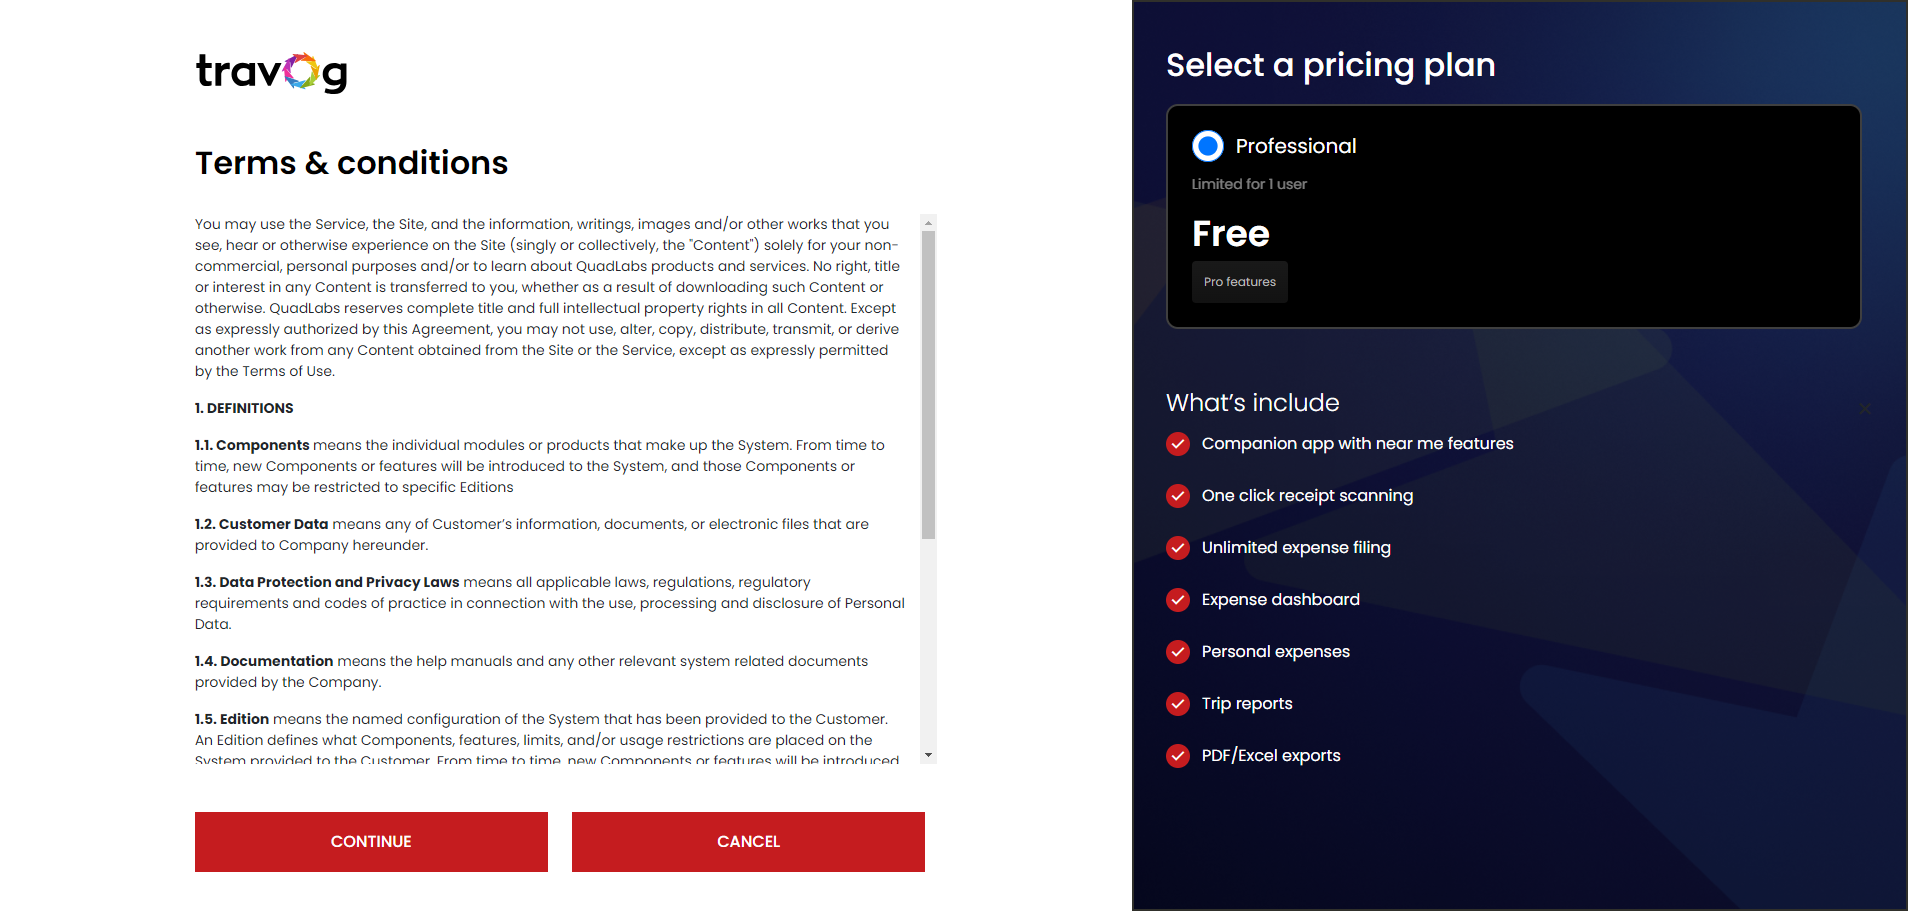 travog
Terms & conditions
You may use the Service, the Site, and the information, writings, images and/or other works that you
see, hear or otherwise experience on the Site (singly or collectively, the "Content") solely for your non-
commercial, personal purposes and/or to learn about QuadLabs products and services. No right, title
or interest in any Content is transferred to you, whether as a result of downloading such Content or
otherwise. QuadLabs reserves complete title and full intellectual property rights in all Content. Except
as expressly authorized by this Agreement, you may not use, alter, copy, distribute, transmit, or derive
another work from any Content obtained from the Site or the Service, except as expressly permitted
by the Terms of Use.
1. DEFINITIONS
1.1. Components means the individual modules or products that make up the System. From time to
time, new Components or features will be introduced to the System, and those Components or
features may be restricted to specific Editions
1.2. Customer Data means any of Customer’s information, documents, or electronic files that are
provided to Company hereunder.
1.3. Data Protection and Privacy Laws means all applicable laws, regulations, regulatory
requirements and codes of practice in connection with the use, processing and disclosure of Personal
Data.
1.4. Documentation means the help manuals and any other relevant system related documents
provided by the Company.
1.5. Edition means the named configuration of the System that has been provided to the Customer.
An Edition defines what Components, features, limits, and/or usage restrictions are placed on the
System provided to the Customer. From time to time, new Components or features will be introduced
CONTINUE
CANCEL
Select a pricing plan
Professional
Limited for 1 user
Free
Pro features
What’s include
Companion app with near me features
One click receipt scanning
Unlimited expense filing
Expense dashboard
Personal expenses
Trip reports
PDF/Excel exports